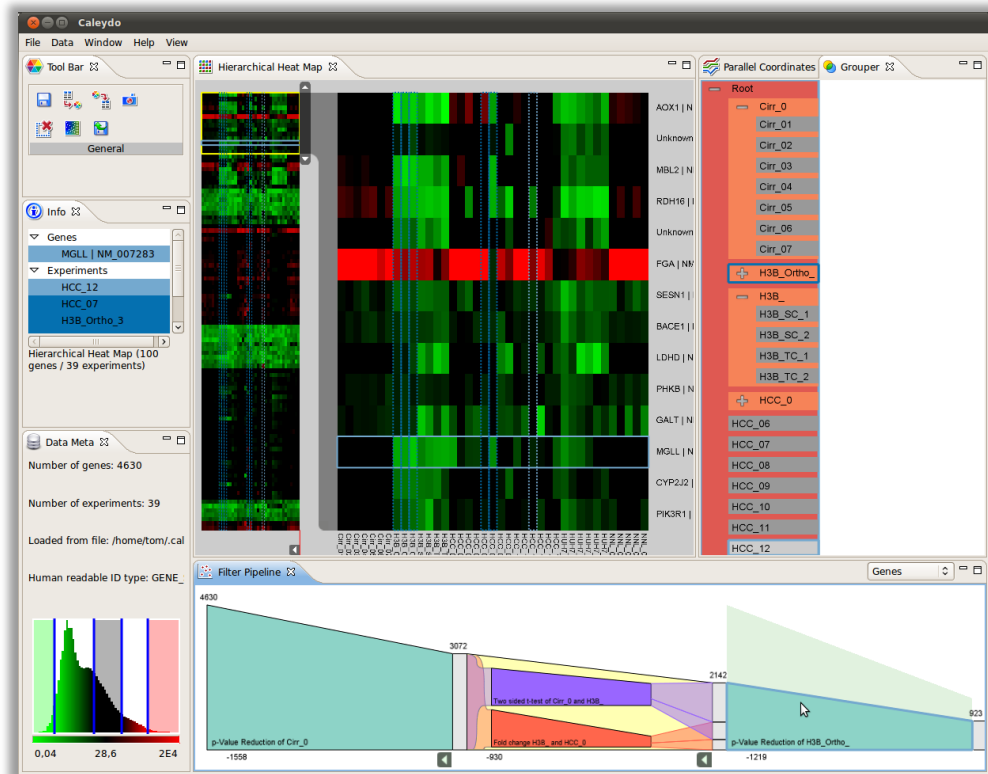 Caleydo
File Data Window Help View
Tool Bar
General
Info
Genes
MGLL | NM_007283
Experiments
HCC_12
HCC_07
H3B_Ortho_3
Hierarchical Heat Map (100
genes / 39 experiments)
Data Meta
Number of genes: 4630
Number of experiments: 39
Loaded from file: /home/tom/.cal
Human readable ID type: GENE_
0,04 28,6 2E4
Hierarchical Heat Map
AOX1 | N
Unknown
MBL2 | N
RDH16 |
Unknown
FGA | NM
SESN1 |
BACE1 |
LDHD | N
PHKB | N
GALT | N
MGLL | N
CYP2J2 |
PIK3R1 |
Parallel Coordinates
Grouper
Root
Cirr_0
Cirr_01
Cirr_02
Cirr_03
Cirr_04
Cirr_05
Cirr_06
Cirr_07
H3B_Ortho_
H3B_
H3B_SC_1
H3B_SC_2
H3B_TC_1
H3B_TC_2
HCC_0
HCC_06
HCC_07
HCC_08
HCC_09
HCC_10
HCC_11
HCC_12
Filter Pipeline
Genes
4630
3072
2142
923
p-Value Reduction of Cirr_0
Two sided t-test of Cirr_0 and H3B_
Fold change H3B_ and HCC_0
p-Value Reduction of H3B_Ortho_
-1558
-930
-1219